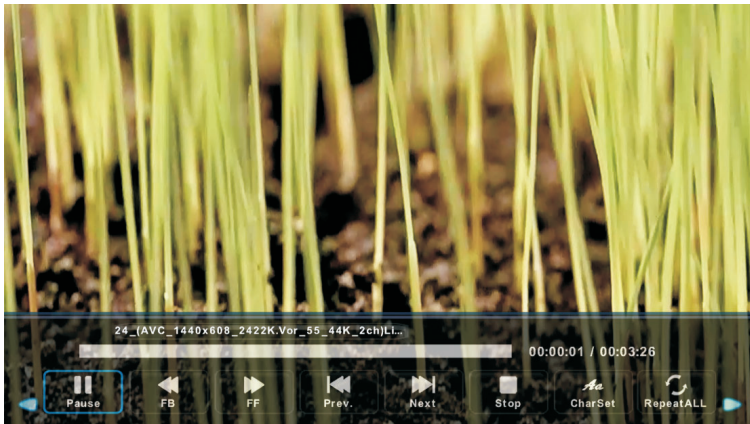 24_(AVC_1440x608_2422K.Vor_55_44K_2ch)Li...
00:00:01 / 00:03:26
Pause FB FF Prev. Next Stop Aa CharSet RepeatALL